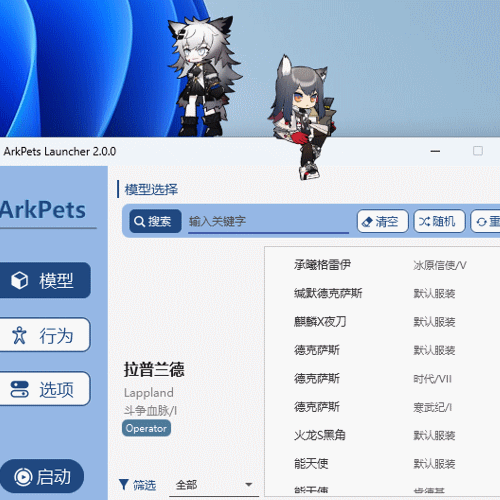 ArkPets Launcher 2.0.0
ArkPets
模型
行为
选项
启动
模型选择
搜索 输入关键字 清空 随机 重
拉普兰德
Lappland
斗争血脉/I
Operator
筛选 全部
承曦格雷伊 冰原信使/V
缄默德克萨斯 默认服装
麒麟X夜刀 默认服装
德克萨斯 默认服装
德克萨斯 时代/VII
德克萨斯 寒武纪/I
火龙S黑角 默认服装
能天使 默认服装
能天使